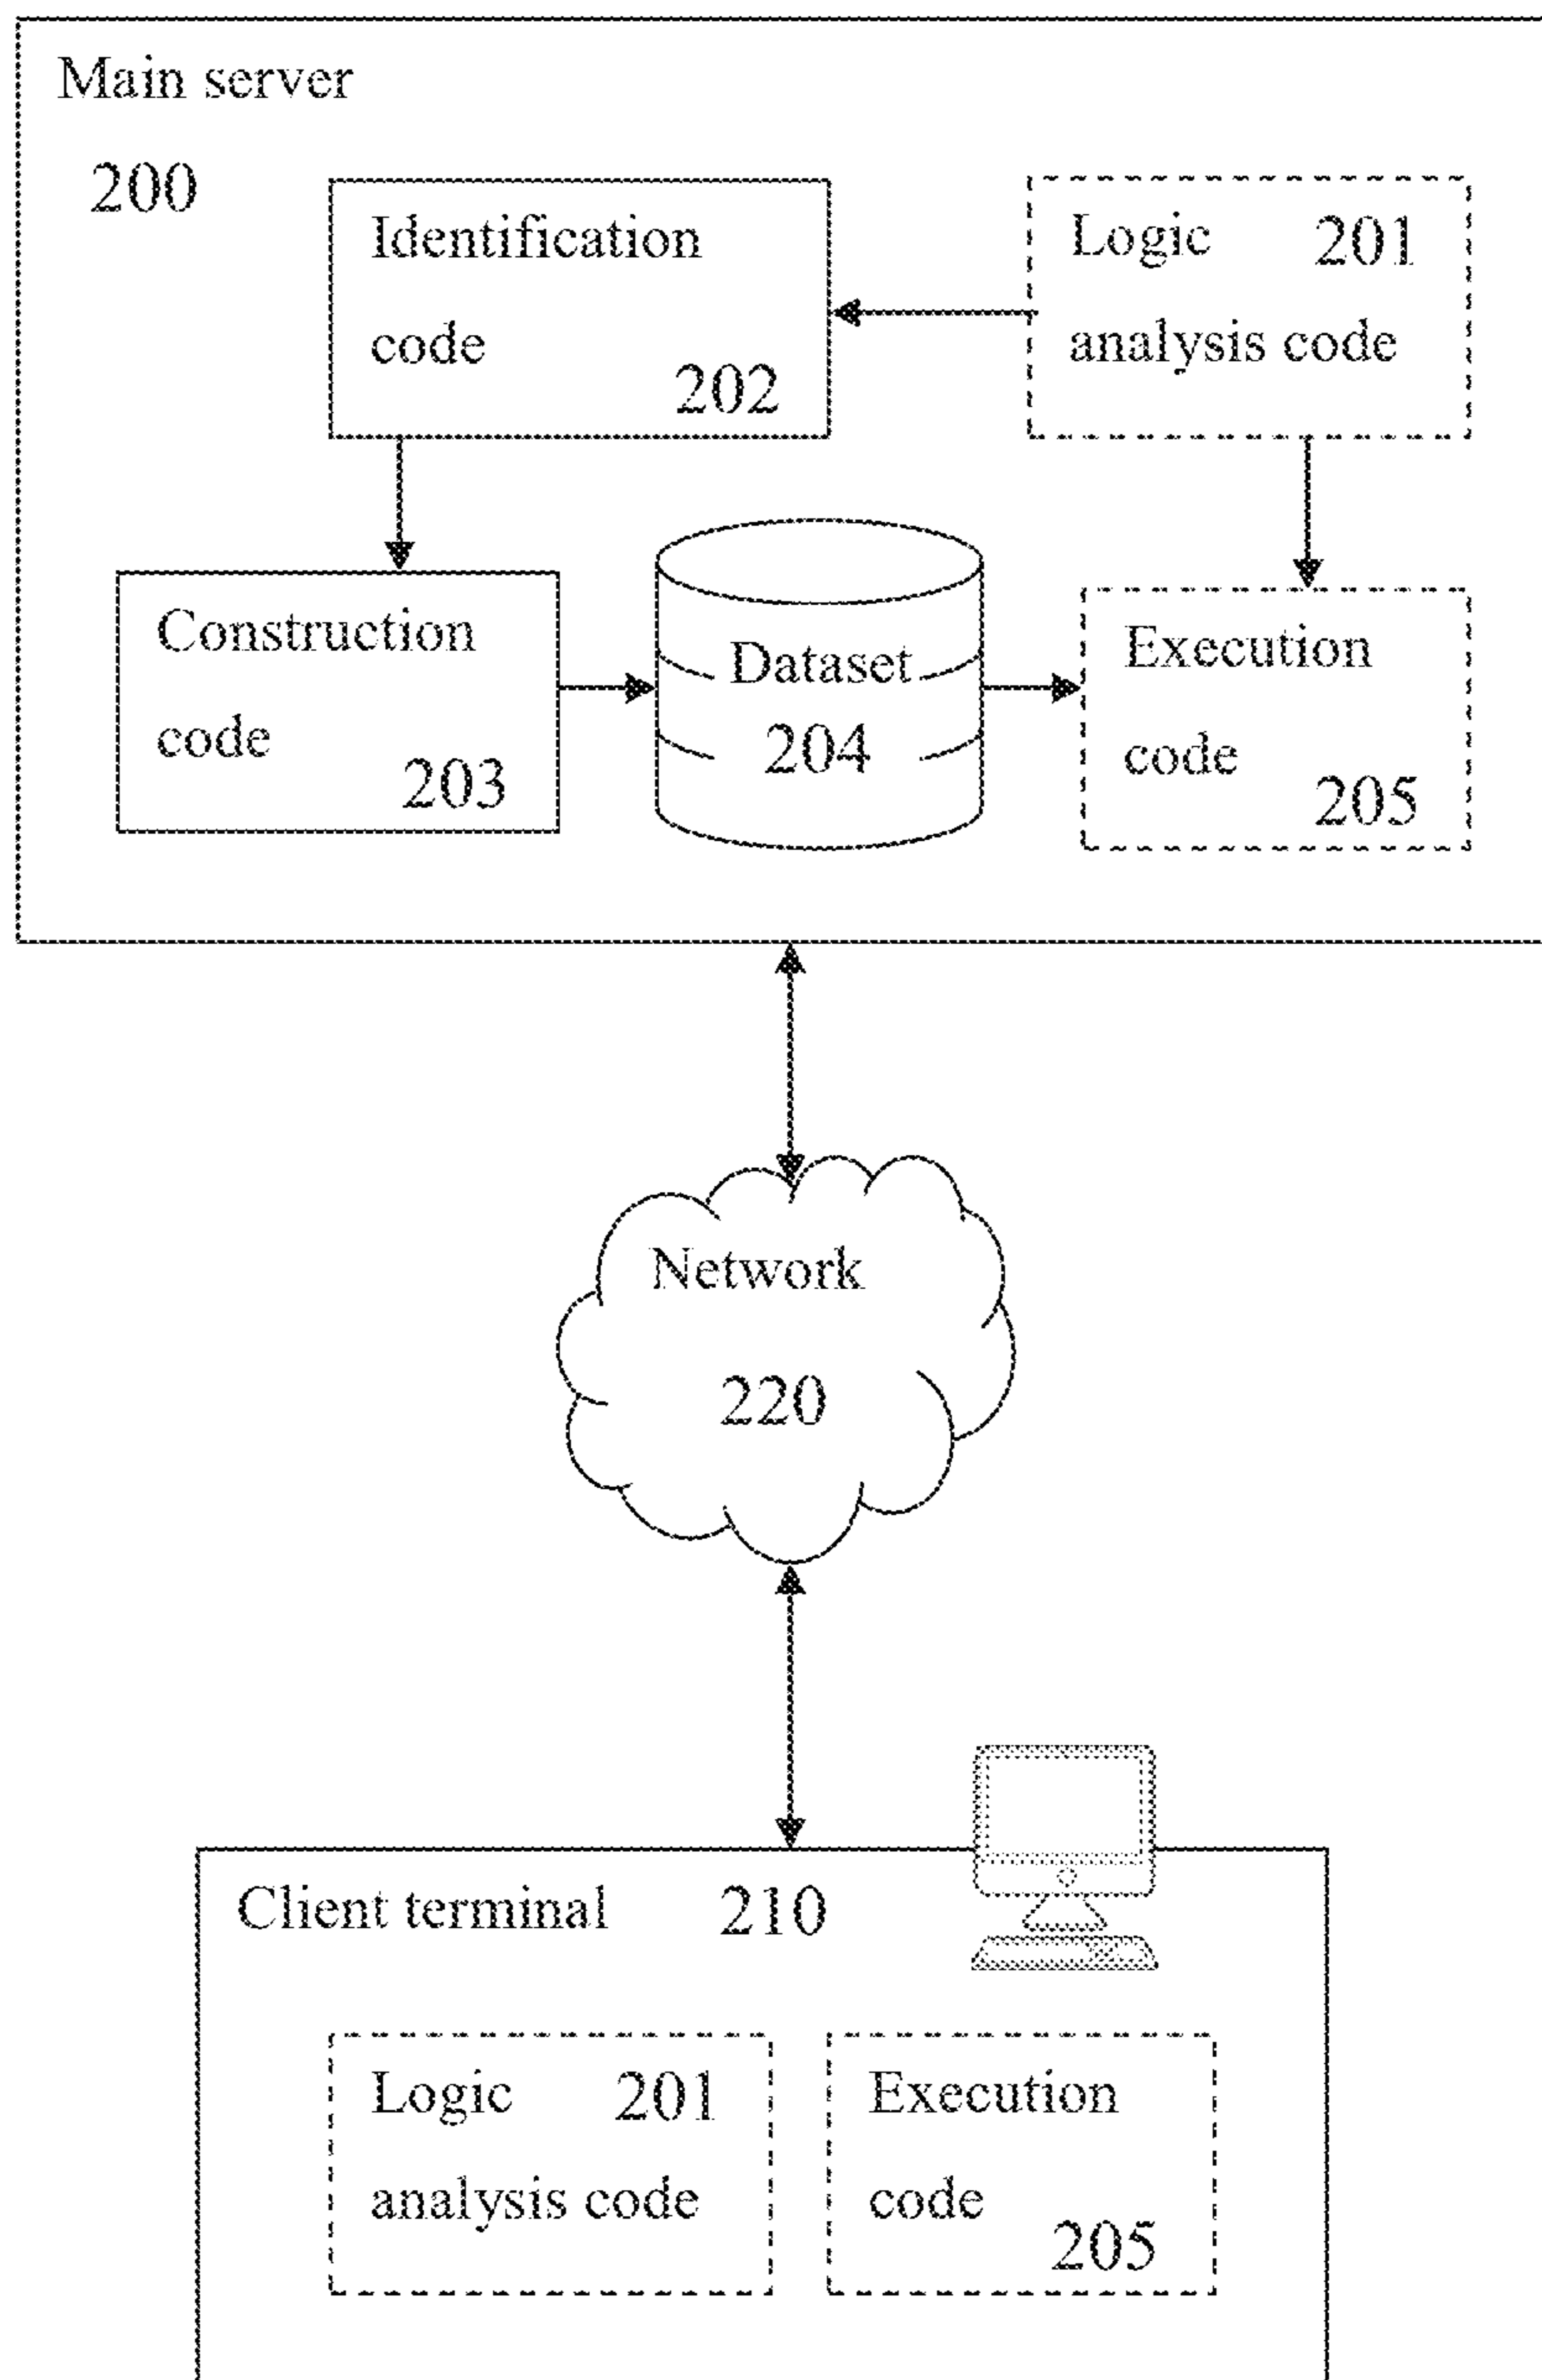 Main server
200
Identification
code
202
Logic 201
analysis code
Construction
code
203
Dataset
204
Execution
code
205
Network
220
Client terminal 210
Logic 201
analysis code
Execution
code
205